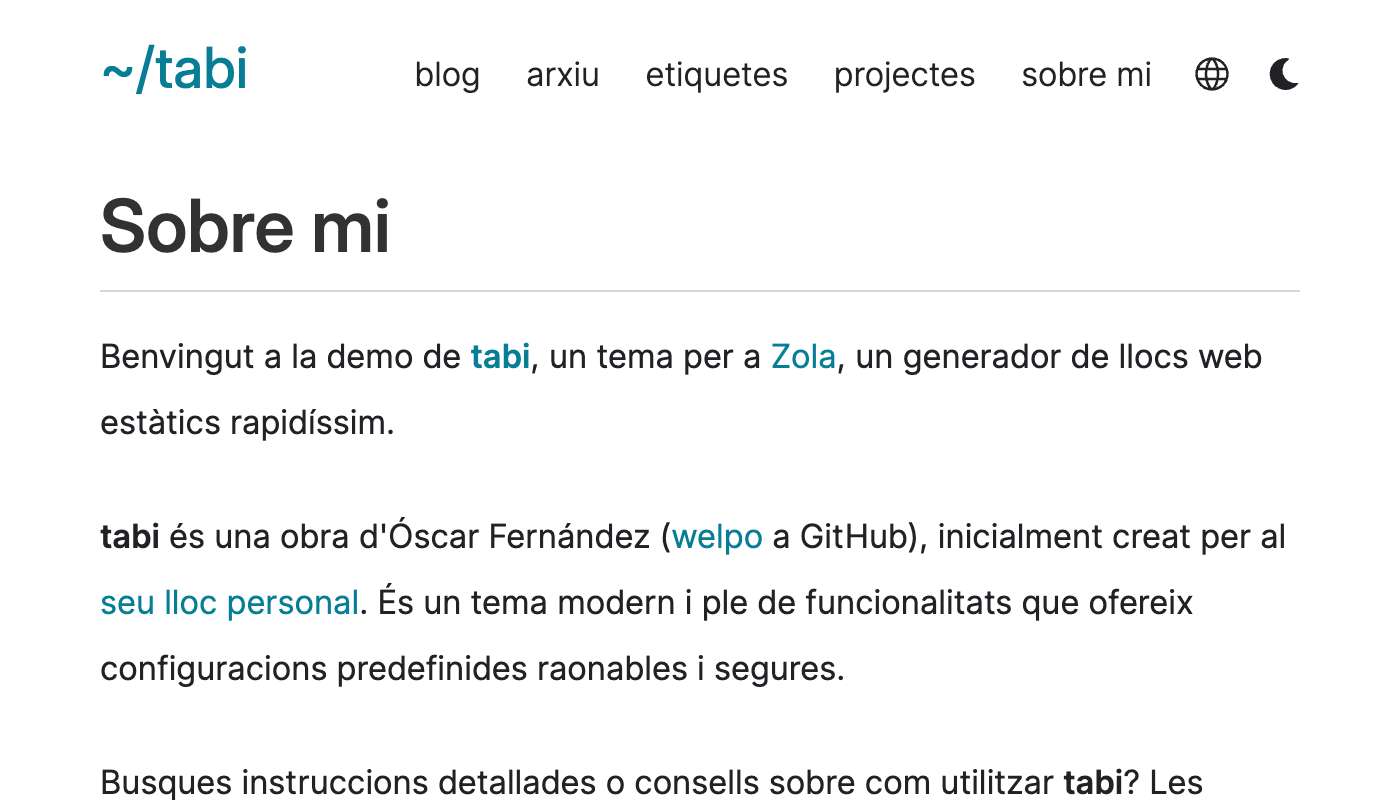 ~/tabi
blog arxiu etiquetes projectes sobre mi
Sobre mi
Benvingut a la demo de tabi, un tema per a Zola, un generador de llocs web
estàtics rapidíssim.
tabi és una obra d'Óscar Fernández (welpo a GitHub), inicialment creat per al
seu lloc personal. És un tema modern i ple de funcionalitats que ofereix
configuracions predefinides raonables i segures.
Busques instruccions detallades o consells sobre com utilitzar tabi? Les